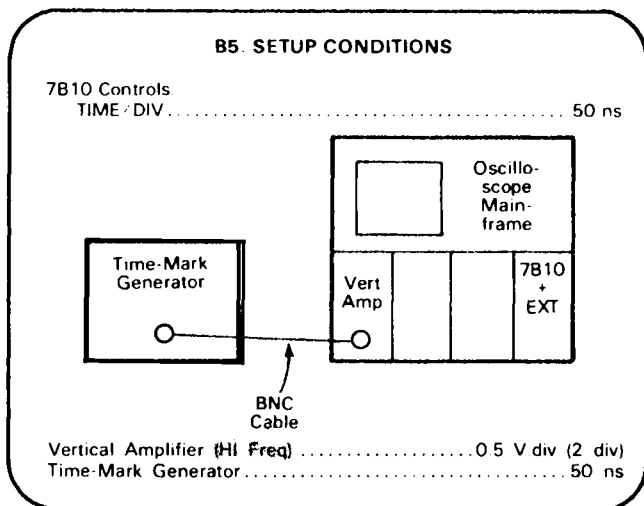 B5. SETUP CONDITIONS
7B10 Controls
TIME/DIV.......................................................50 ns
Oscillo-
scope
Main-
frame
Time-Mark
Generator
Vert
Amp
7B10
+
EXT
BNC
Cable
Vertical Amplifier (HI Freq)....................0.5 V div (2 div)
Time-Mark Generator.......................................50 ns